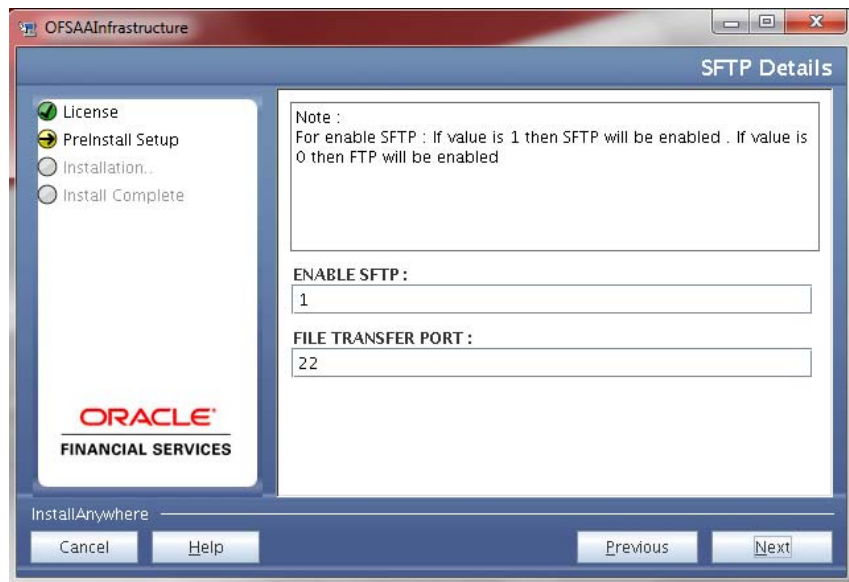 OFSAAInfrastructure
SFTP Details
License
PreInstall Setup
Installation..
Install Complete
Note :
For enable SFTP : If value is 1 then SFTP will be enabled . If value is
0 then FTP will be enabled
ENABLE SFTP :
1
FILE TRANSFER PORT :
22
ORACLE
FINANCIAL SERVICES
InstallAnywhere
Cancel
Help
Previous
Next